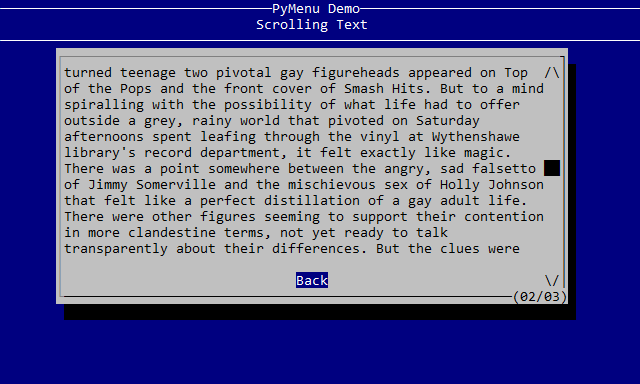 PyMenu Demo
Scrolling Text
turned teenage two pivotal gay figureheads appeared on Top /\
of the Pops and the front cover of Smash Hits. But to a mind
spiralling with the possibility of what life had to offer
outside a grey, rainy world that pivoted on Saturday
afternoons spent leafing through the vinyl at Wythenshawe
library's record department, it felt exactly like magic.
There was a point somewhere between the angry, sad falsetto
of Jimmy Somerville and the mischievous sex of Holly Johnson
that felt like a perfect distillation of a gay adult life.
There were other figures seeming to support their contention
in more clandestine terms, not yet ready to talk
transparently about their differences. But the clues were
Back \/
(02/03)